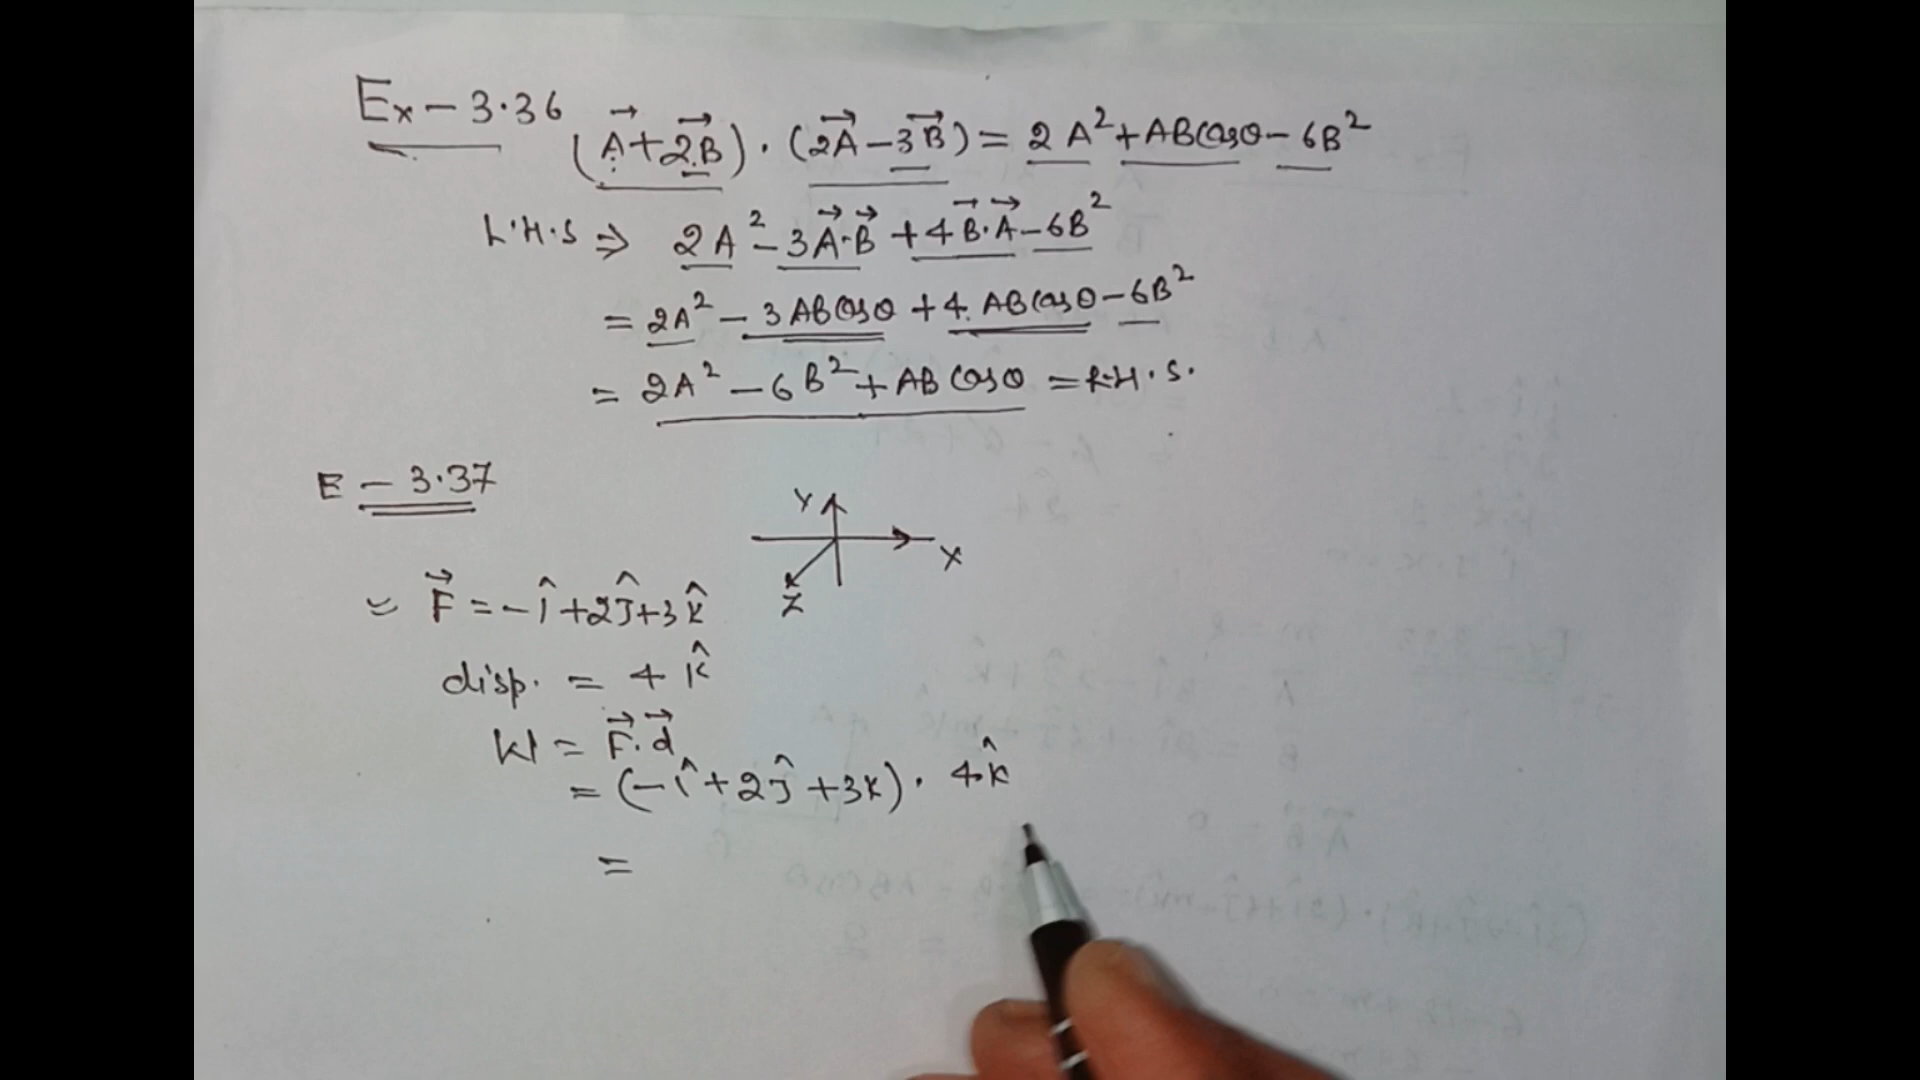 Ex - 3.36
(A⃗+2B⃗).(2A⃗-3B⃗) = 2A²+ABCosθ-6B²
L.H.S ⇒ 2A²-3A⃗.B⃗+4B⃗.A⃗-6B²
= 2A²-3ABCosθ+4.ABCosθ-6B²
= 2A²-6B²+ABCosθ = R.H.S.
E - 3.37
Y
X
Z
F⃗ = -î+2ĵ+3k̂
disp. = 4k̂
W = F⃗.d⃗
= (-î+2ĵ+3k).4k̂
=